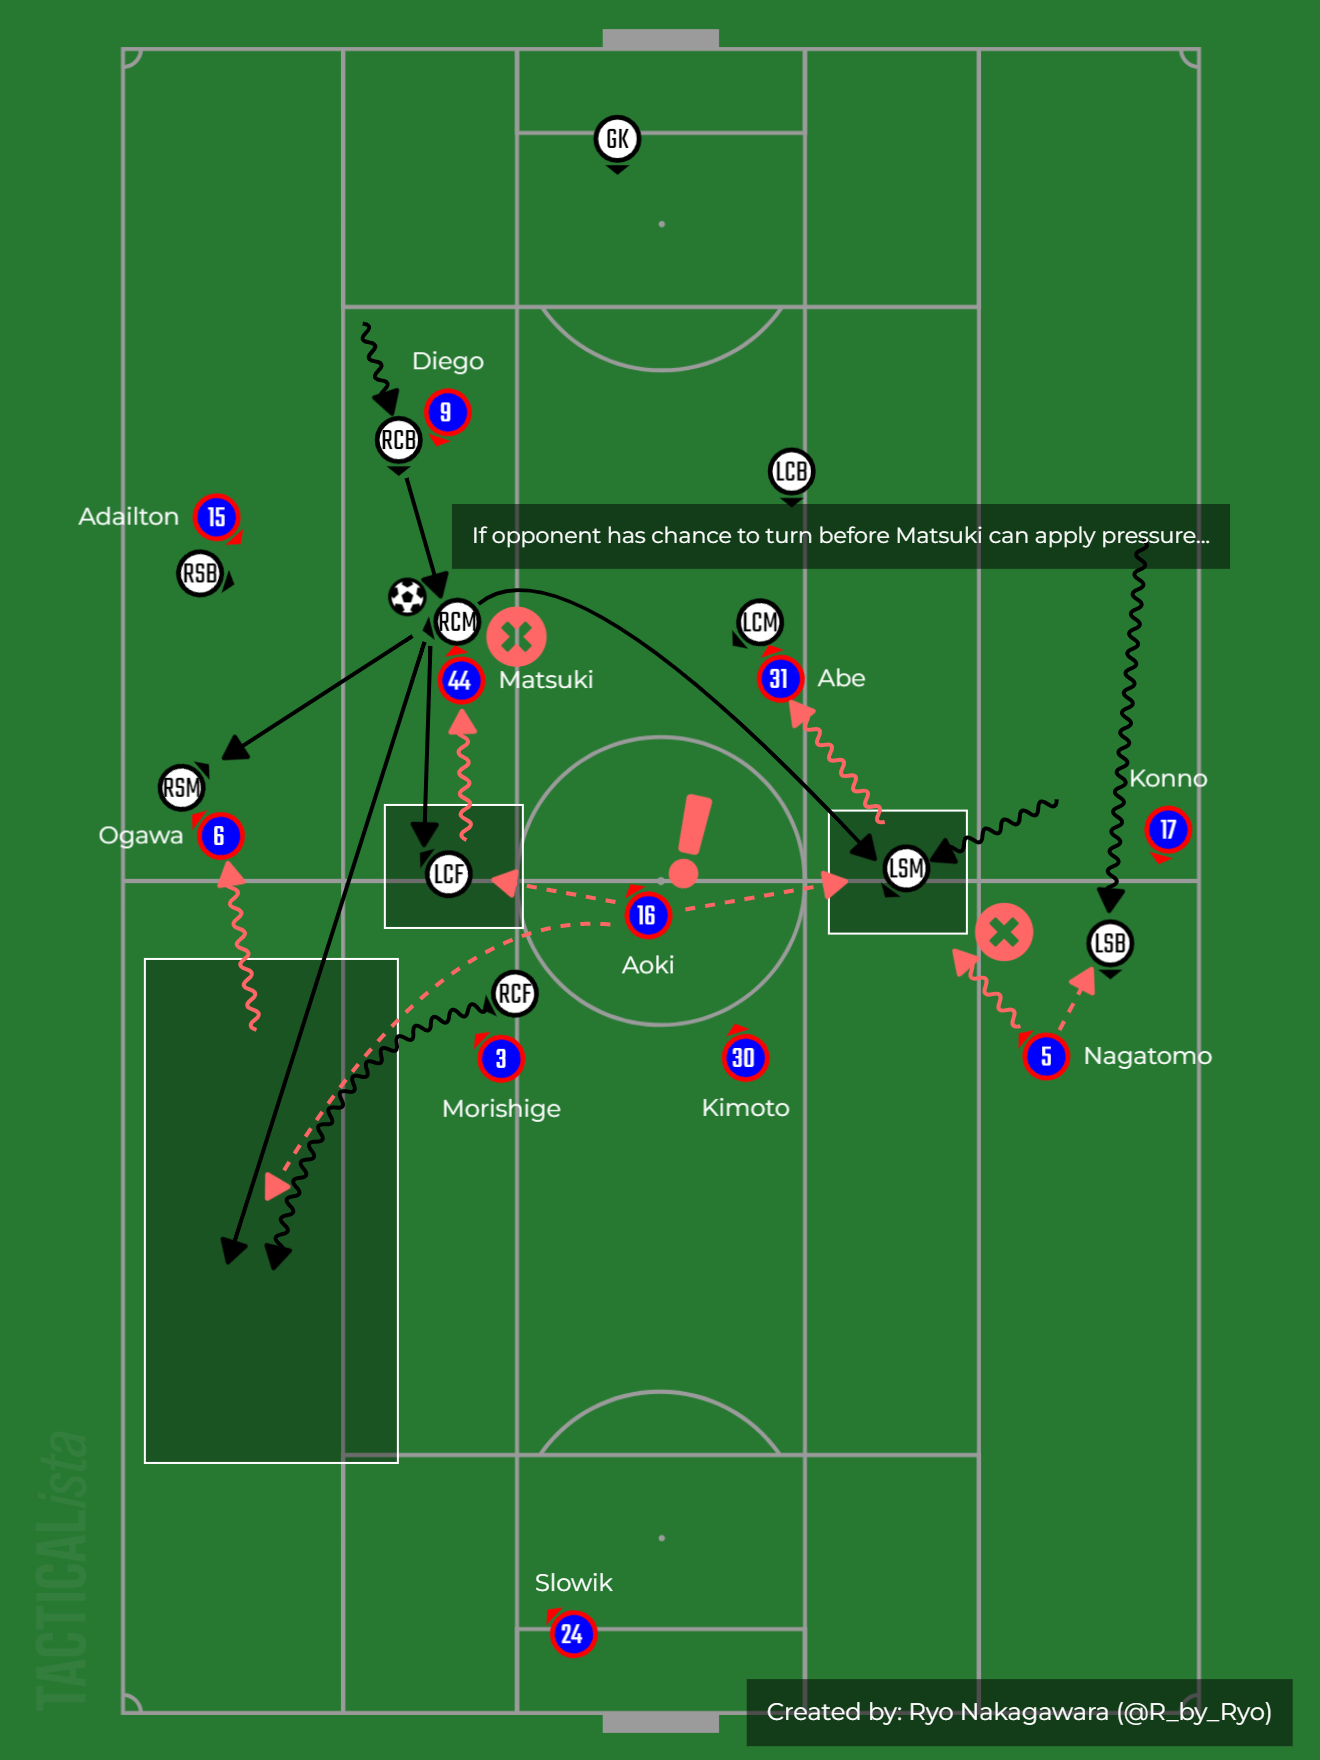 GK
Diego
9
RCB
LCB
Adailton
15
If opponent has chance to turn before Matsuki can apply pressure...
RSB
RCM
LCM
44
Matsuki
31
Abe
Konno
RSM
Ogawa
6
17
LCF
LSM
16
Aoki
LSB
RCF
3
Morishige
30
Kimoto
5
Nagatomo
TACTICALista
Slowik
24
Created by: Ryo Nakagawara (@R_by_Ryo)